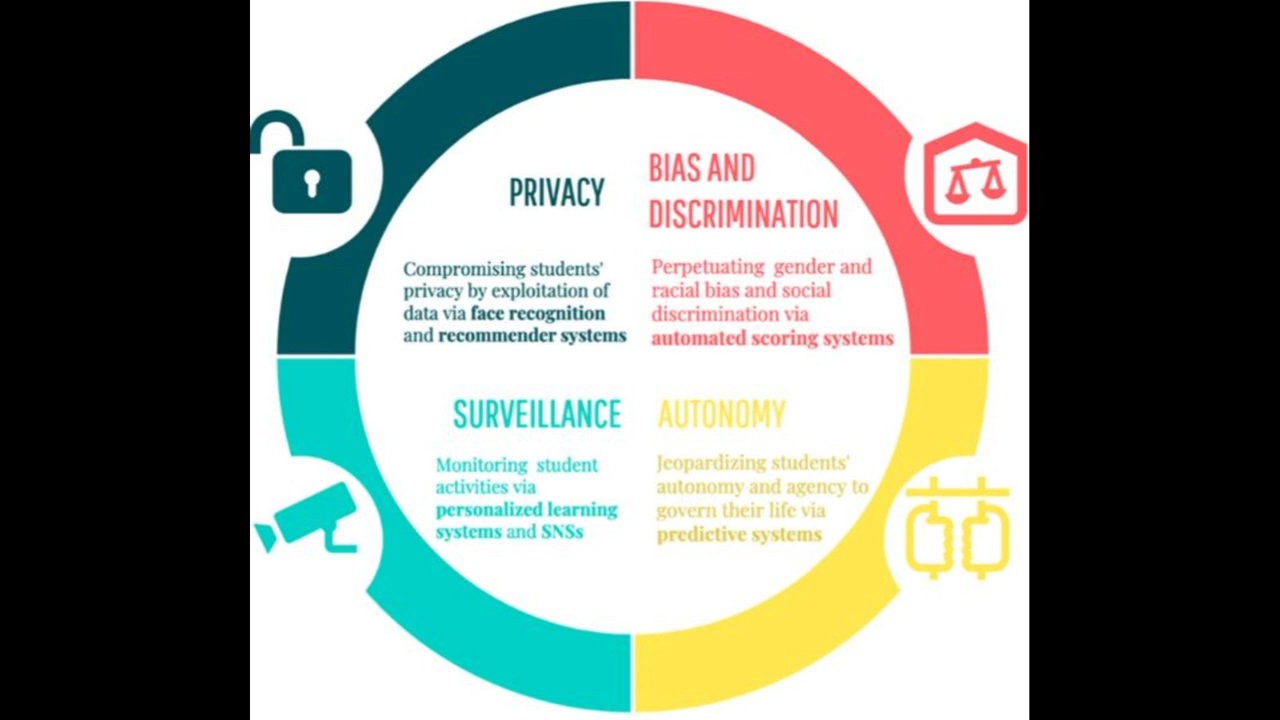 PRIVACY
Compromising students'
privacy by exploitation of
data via face recognition
and recommender systems
BIAS AND
DISCRIMINATION
Perpetuating gender and
racial bias and social
discrimination via
automated scoring systems
SURVEILLANCE
Monitoring student
activities via
personalized learning
systems and SNSs
AUTONOMY
Jeopardizing students'
autonomy and agency to
govern their life via
predictive systems